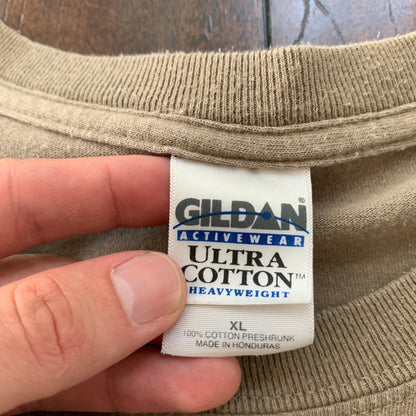 GILDAN®
ACTIVEWEAR
ULTRA
COTTON™
HEAVYWEIGHT
XL
100% COTTON PRESHRUNK
MADE IN HONDURAS